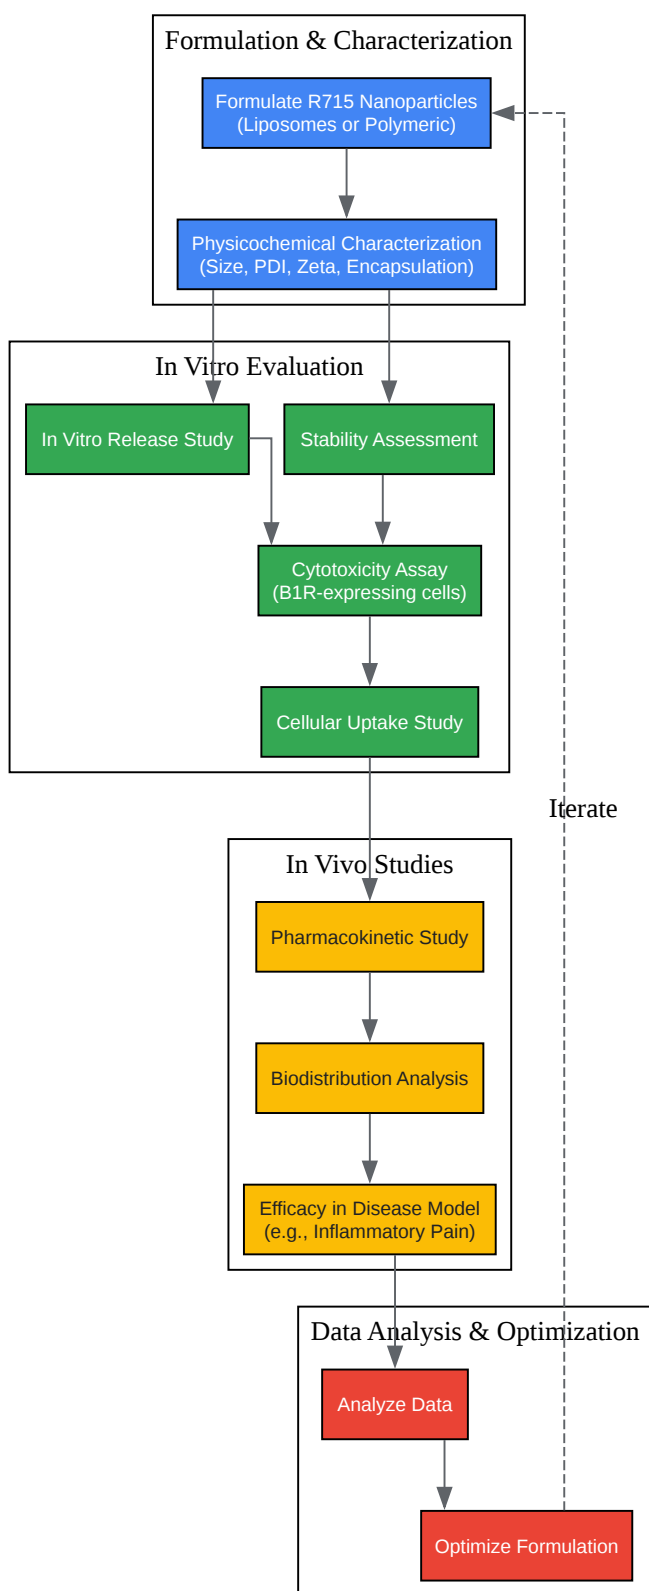 Formulation & Characterization
Formulate R715 Nanoparticles
(Liposomes or Polymeric)
Physicochemical Characterization
(Size, PDI, Zeta, Encapsulation)
In Vitro Evaluation
In Vitro Release Study
Stability Assessment
Cytotoxicity Assay
(B1R-expressing cells)
Cellular Uptake Study
Iterate
In Vivo Studies
Pharmacokinetic Study
Biodistribution Analysis
Efficacy in Disease Model
(e.g., Inflammatory Pain)
Data Analysis & Optimization
Analyze Data
Optimize Formulation